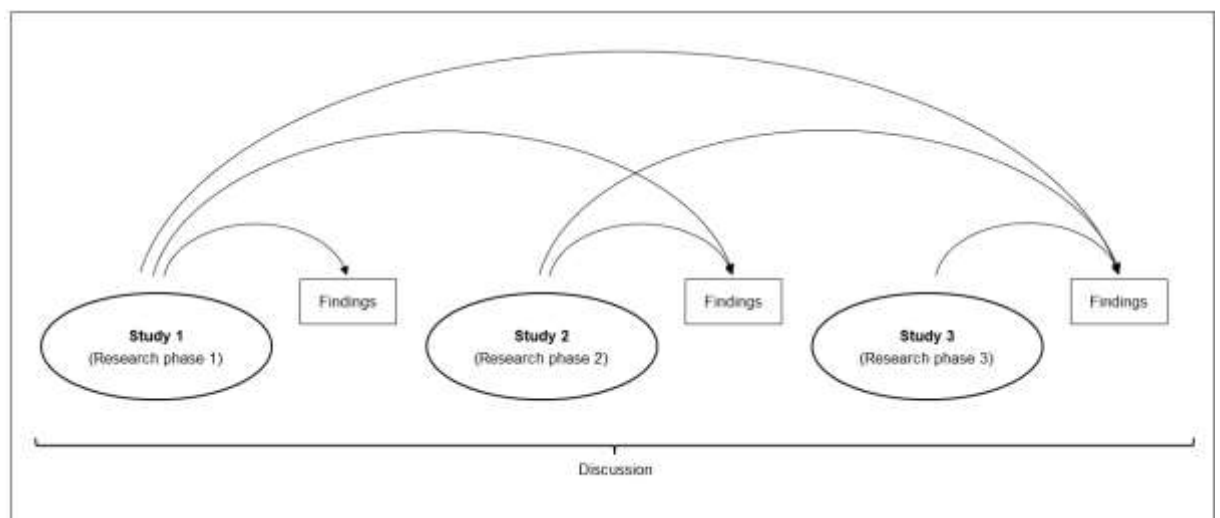 Study 1
(Research phase 1)
Findings
Study 2
(Research phase 2)
Findings
Study 3
(Research phase 3)
Findings
Discussion